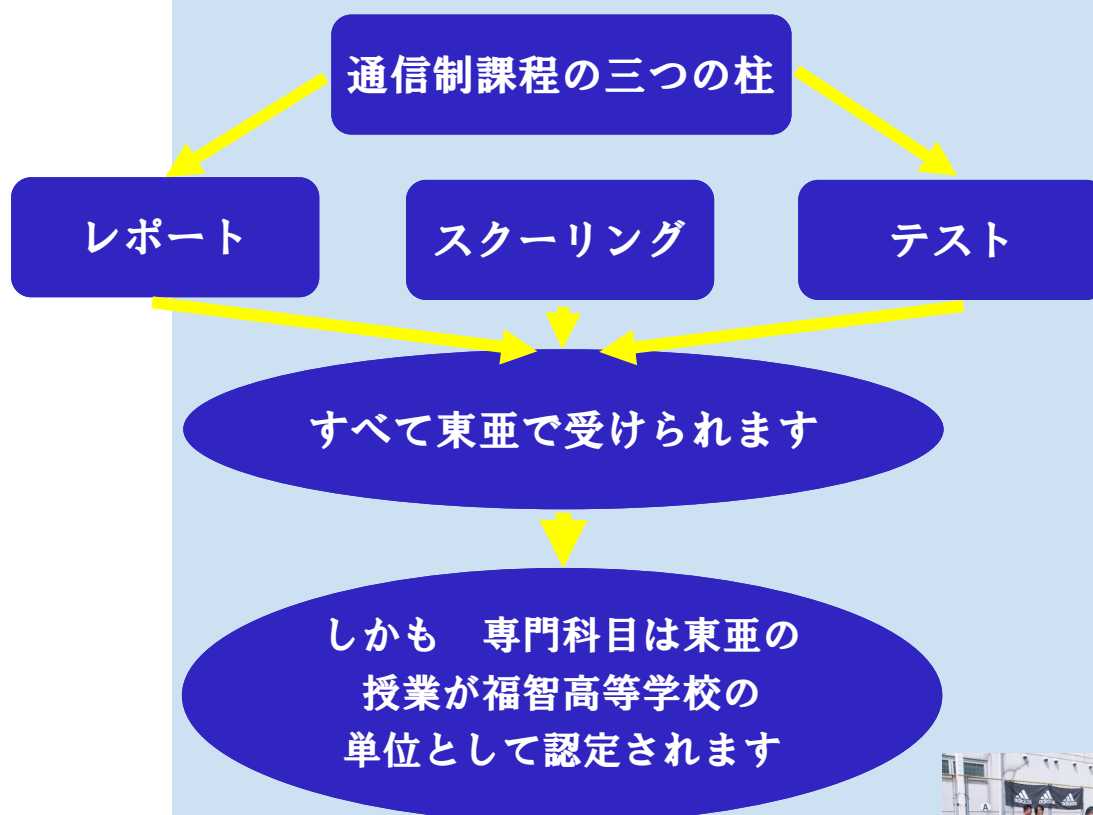 通信制課程の三つの柱
レポート
スクーリング
テスト
すべて東亜で受けられます
しかも　専門科目は東亜の
授業が福智高等学校の
単位として認定されます
A
adidas
adidas
adidas